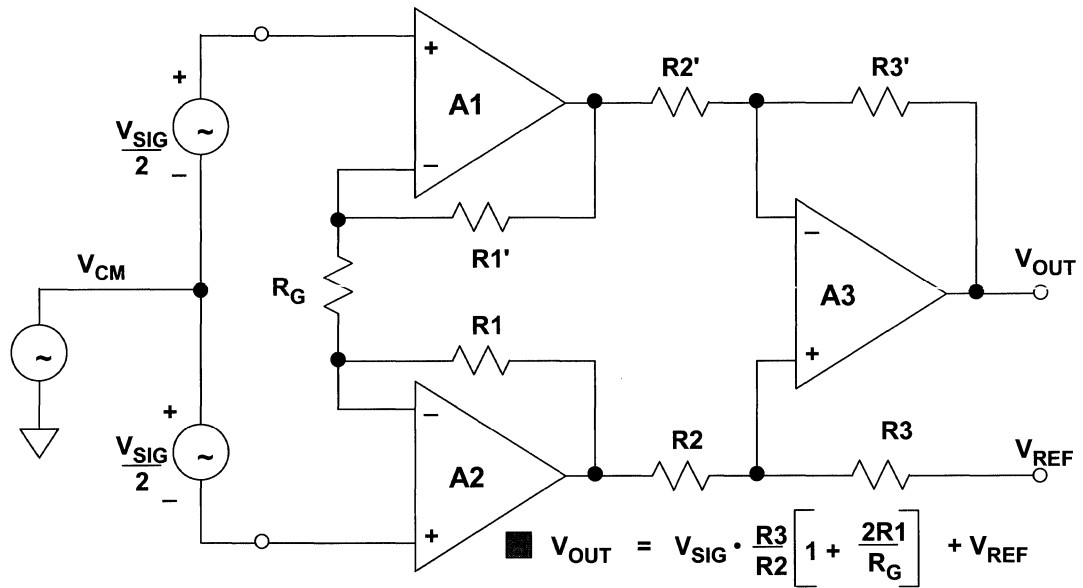 +
A1
−
R2'
R3'
+
V_SIG
2
~
−
R1'
V_CM
R_G
−
A3
+
V_OUT
~
R1
+
V_SIG
2
~
−
−
A2
+
R2
R3
V_REF
V_OUT = V_SIG • R3/R2 [1 + 2R1/R_G] + V_REF